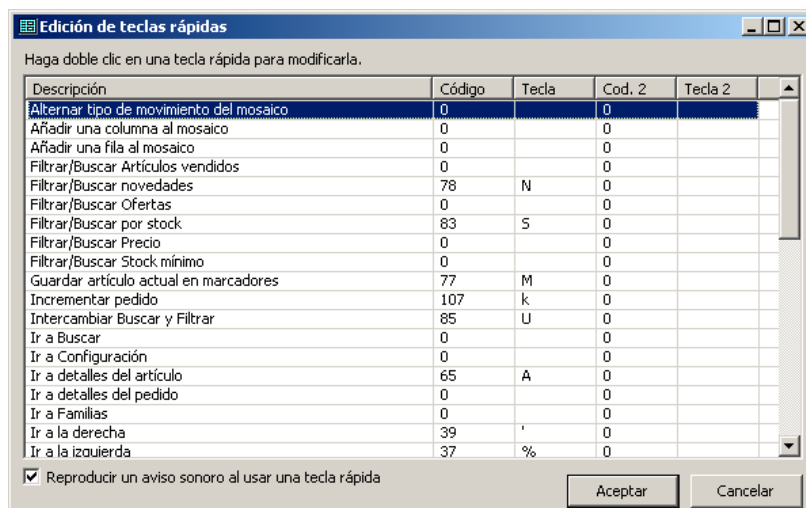 Edición de teclas rápidas
Haga doble clic en una tecla rápida para modificarla.
Descripción Código Tecla Cod. 2 Tecla 2
Alternar tipo de movimiento del mosaico 0 0
Añadir una columna al mosaico 0 0
Añadir una fila al mosaico 0 0
Filtrar/Buscar Artículos vendidos 0 0
Filtrar/Buscar novedades 78 N 0
Filtrar/Buscar Ofertas 0 0
Filtrar/Buscar por stock 83 S 0
Filtrar/Buscar Precio 0 0
Filtrar/Buscar Stock mínimo 0 0
Guardar artículo actual en marcadores 77 M 0
Incrementar pedido 107 k 0
Intercambiar Buscar y Filtrar 85 U 0
Ir a Buscar 0 0
Ir a Configuración 0 0
Ir a detalles del artículo 65 A 0
Ir a detalles del pedido 0 0
Ir a Familias 0 0
Ir a la derecha 39 ' 0
Ir a la izquierda 37 % 0
Reproducir un aviso sonoro al usar una tecla rápida
Aceptar Cancelar